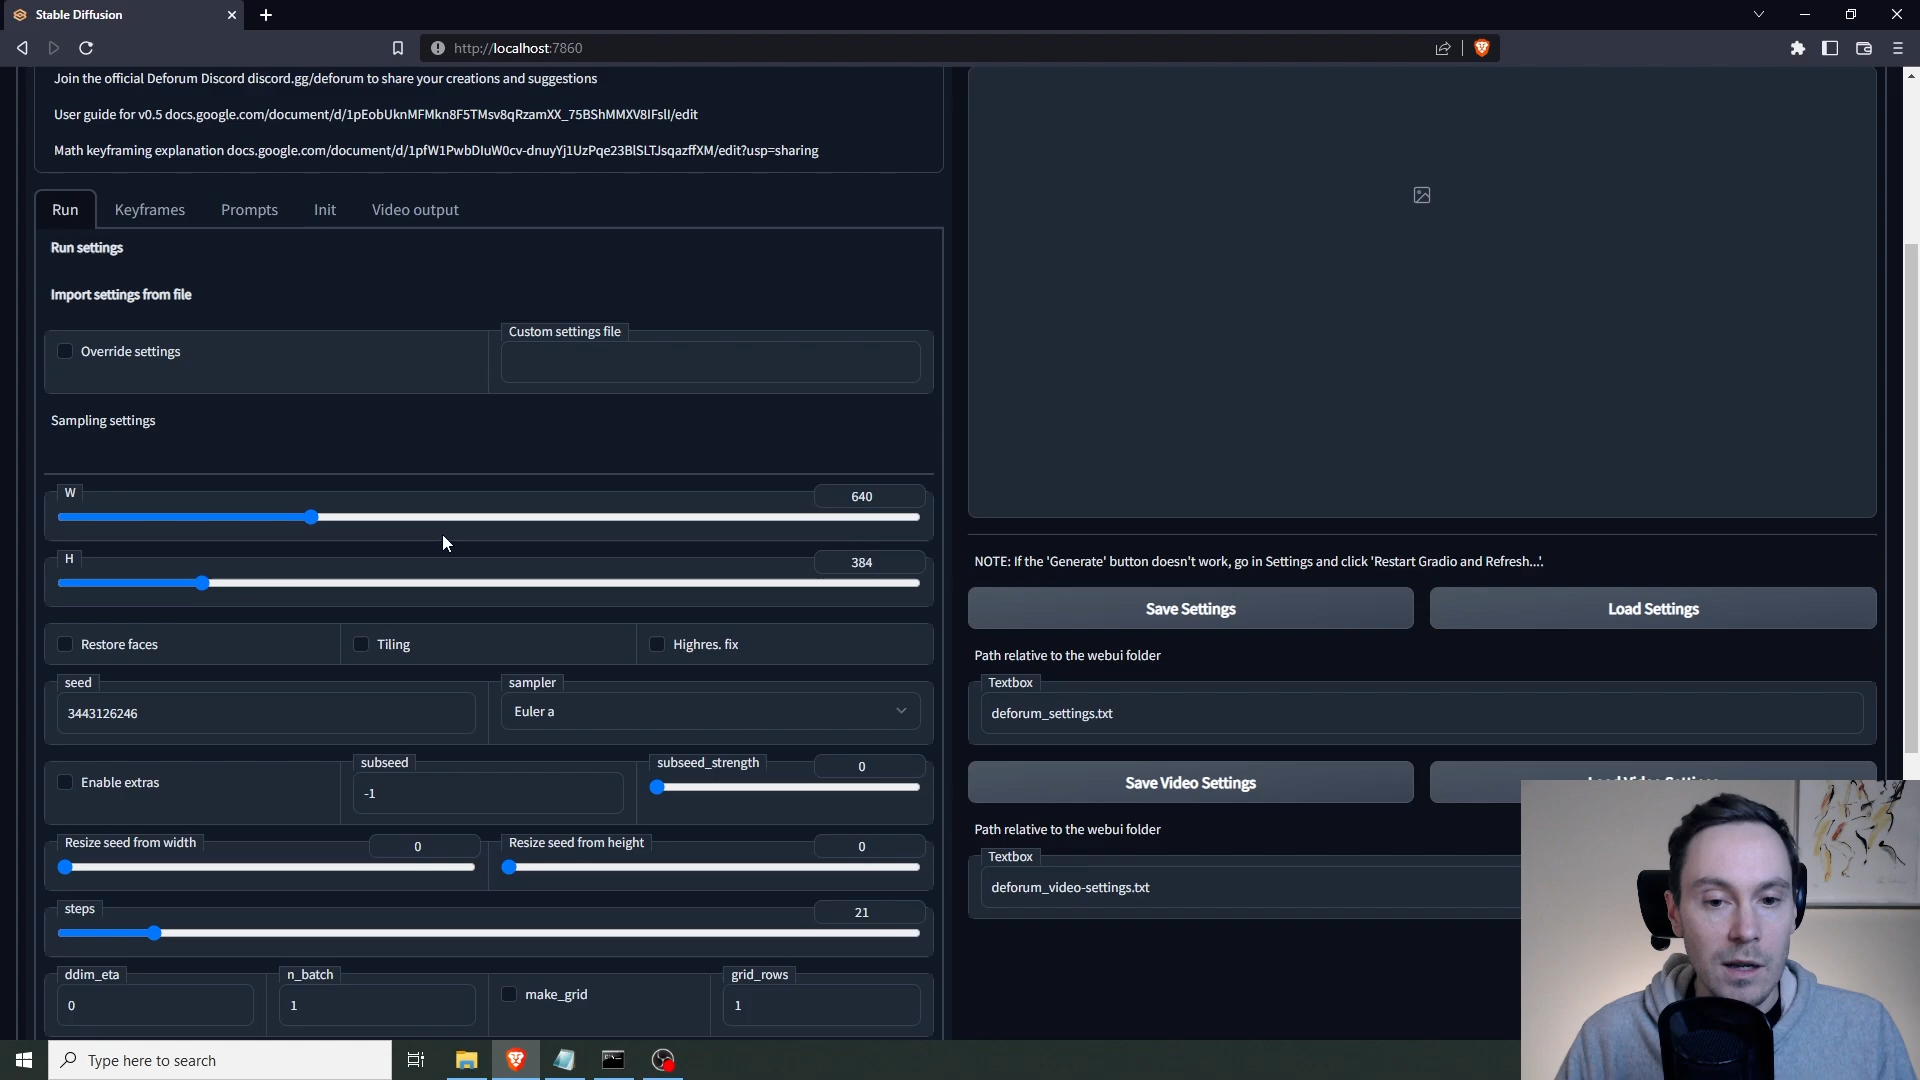 Stable Diffusion
http://localhost:7860
Join the official Deforum Discord discord.gg/deforum to share your creations and suggestions
User guide for v0.5 docs.google.com/document/d/1pEobUknMFMkn8F5TMsv8qRzamXX_75BShMMXV8IFslI/edit
Math keyframing explanation docs.google.com/document/d/1pfW1PwbDIuW0cv-dnuyYj1UzPqe23BlSLTJsqazffXM/edit?usp=sharing
Run
Keyframes
Prompts
Init
Video output
Run settings
Import settings from file
Override settings
Custom settings file
Sampling settings
W
640
H
384
Restore faces
Tiling
Highres. fix
seed
3443126246
sampler
Euler a
Enable extras
subseed
-1
subseed_strength
0
Resize seed from width
0
Resize seed from height
0
steps
21
ddim_eta
0
n_batch
1
make_grid
grid_rows
1
NOTE: If the 'Generate' button doesn't work, go in Settings and click 'Restart Gradio and Refresh...'.
Save Settings
Load Settings
Path relative to the webui folder
Textbox
deforum_settings.txt
Save Video Settings
Path relative to the webui folder
Textbox
deforum_video-settings.txt
Type here to search